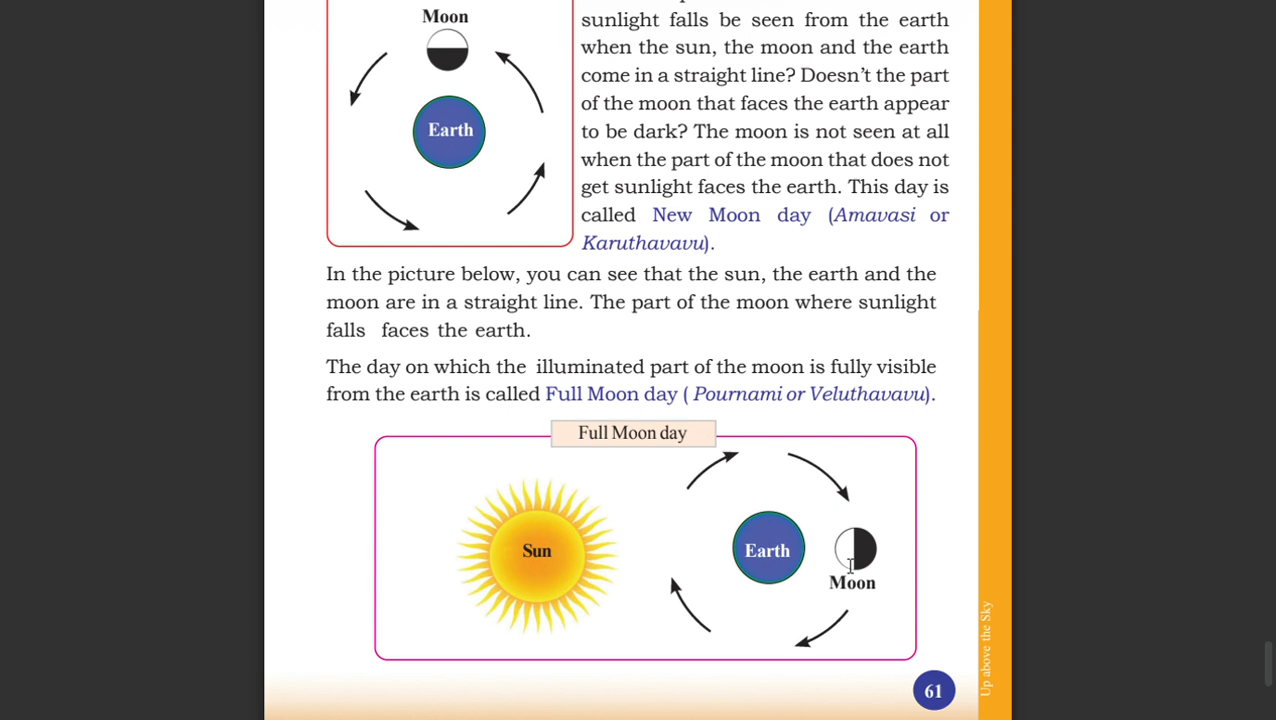 Moon
Earth
sunlight falls be seen from the earth
when the sun, the moon and the earth
come in a straight line? Doesn't the part
of the moon that faces the earth appear
to be dark? The moon is not seen at all
when the part of the moon that does not
get sunlight faces the earth. This day is
called New Moon day (Amavasi or
Karuthavavu).
In the picture below, you can see that the sun, the earth and the
moon are in a straight line. The part of the moon where sunlight
falls faces the earth.
The day on which the illuminated part of the moon is fully visible
from the earth is called Full Moon day ( Pournami or Veluthavavu).
Full Moon day
Sun
Earth
Moon
Up above the Sky
61